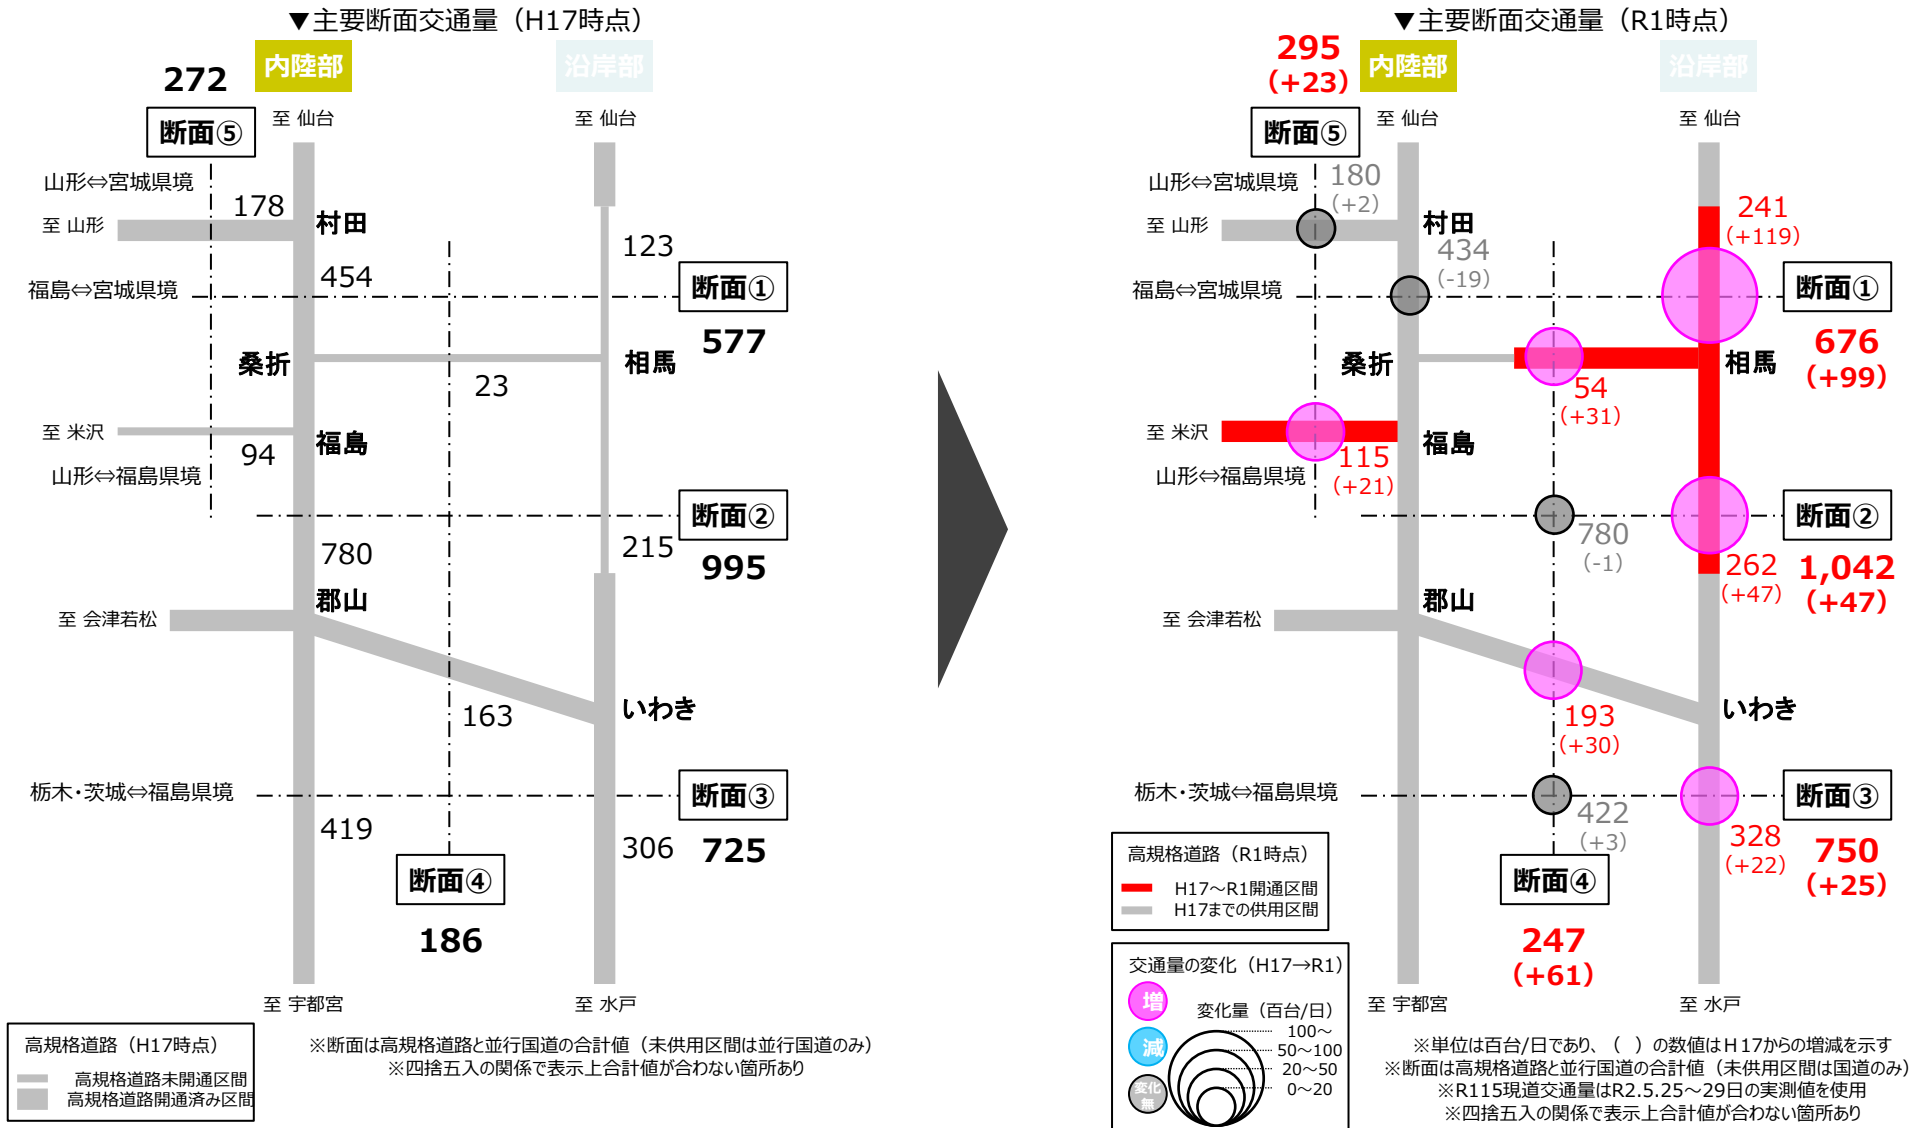 ▼主要断面交通量（H17時点）
内陸部
沿岸部
272
断面⑤
至 仙台
至 仙台
山形⇔宮城県境
178
至 山形
村田
123
454
断面①
福島⇔宮城県境
577
桑折
相馬
23
至 米沢
福島
94
山形⇔福島県境
断面②
780
215
995
郡山
至 会津若松
いわき
163
栃木・茨城⇔福島県境
断面③
419
306
725
断面④
186
至 宇都宮
至 水戸
高規格道路（H17時点）
高規格道路未開通区間
高規格道路開通済み区間
※断面は高規格道路と並行国道の合計値（未供用区間は並行国道のみ）
※四捨五入の関係で表示上合計値が合わない箇所あり
▼主要断面交通量（R1時点）
295
(+23)
内陸部
沿岸部
断面⑤
至 仙台
至 仙台
山形⇔宮城県境
180
(+2)
至 山形
村田
241
(+119)
434
(-19)
福島⇔宮城県境
断面①
676
(+99)
桑折
相馬
54
(+31)
至 米沢
福島
115
(+21)
山形⇔福島県境
断面②
780
(-1)
262
(+47)
1,042
(+47)
郡山
至 会津若松
いわき
193
(+30)
栃木・茨城⇔福島県境
断面③
422
(+3)
328
(+22)
750
(+25)
断面④
247
(+61)
高規格道路（R1時点）
H17～R1開通区間
H17までの供用区間
交通量の変化（H17→R1）
増
減
変化
無
変化量（百台/日）
100～
50～100
20～50
0～20
至 宇都宮
至 水戸
※単位は百台/日であり、（　）の数値はH17からの増減を示す
※断面は高規格道路と並行国道の合計値（未供用区間は国道のみ）
※R115現道交通量はR2.5.25～29日の実測値を使用
※四捨五入の関係で表示上合計値が合わない箇所あり